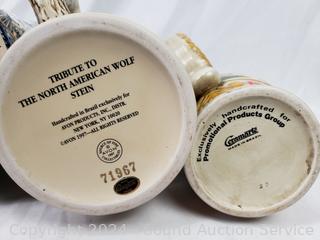 TRIBUTE TO
THE NORTH AMERICAN WOLF
STEIN
Handcrafted in Brazil exclusively for
AVON PRODUCTS, INC., DISTR.
NEW YORK, NY 10020
©AVON 1997—ALL RIGHTS
RESERVED
71967
Exclusively handcrafted for
Promotional Products Group
Ceramarte
MADE IN BRAZIL
Copyright 2024
Sound Auction Service